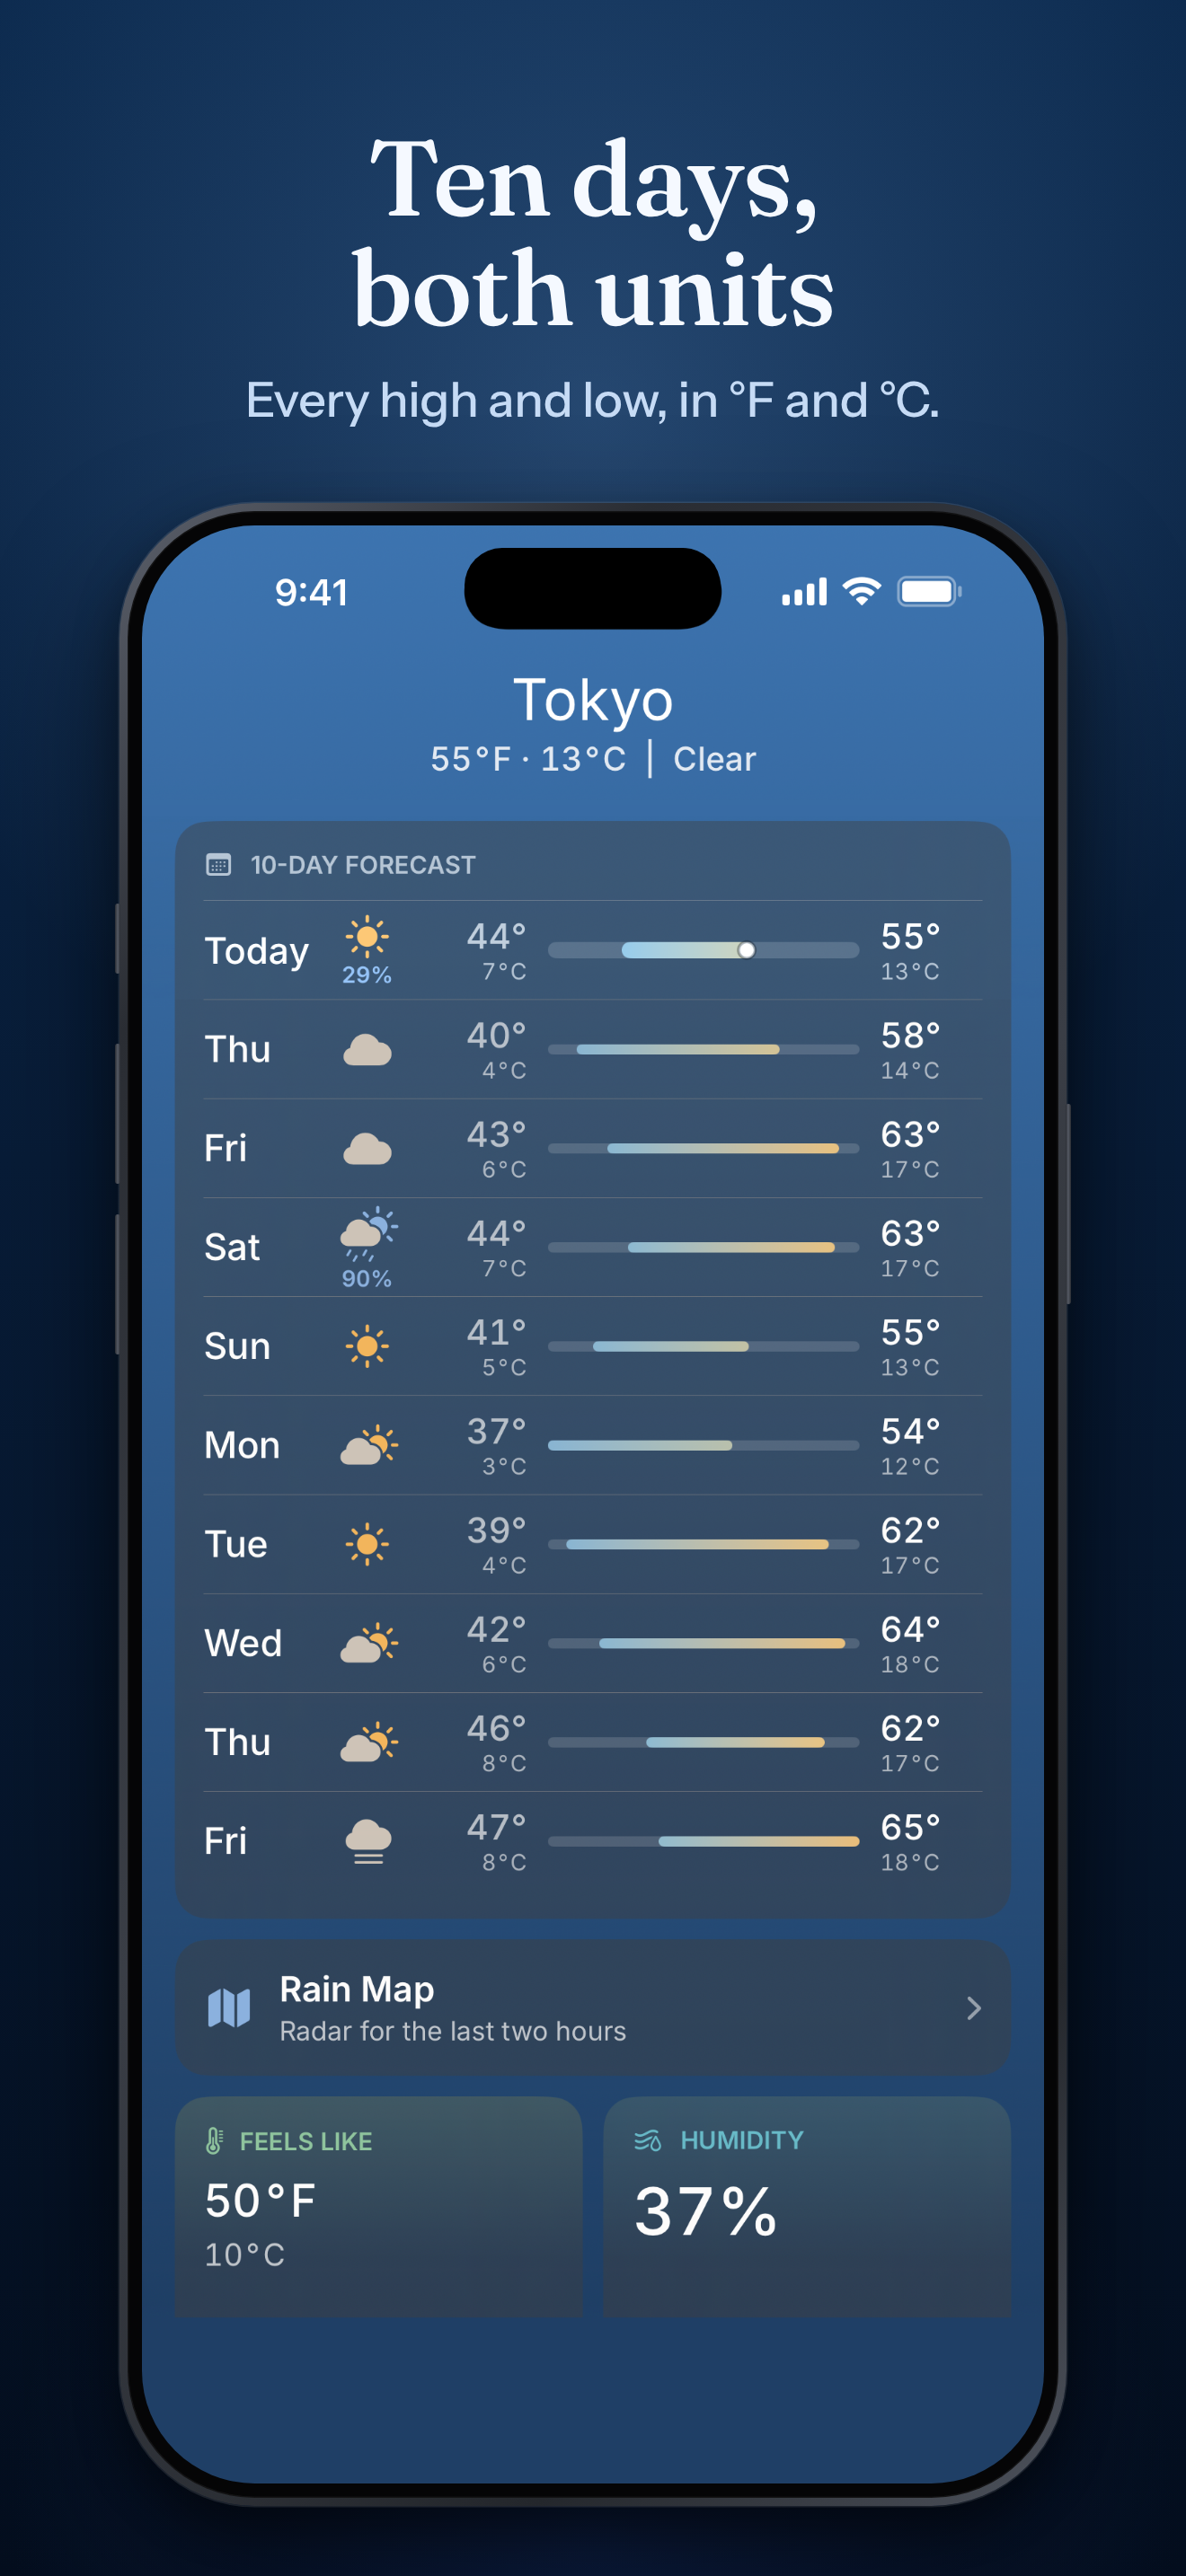 Ten days,
both units
Every high and low, in °F and °C.
9:41
Tokyo
55°F · 13°C | Clear
10-DAY FORECAST
Today 29% 44° 7°C 55° 13°C
Thu 40° 4°C 58° 14°C
Fri 43° 6°C 63° 17°C
Sat 90% 44° 7°C 63° 17°C
Sun 41° 5°C 55° 13°C
Mon 37° 3°C 54° 12°C
Tue 39° 4°C 62° 17°C
Wed 42° 6°C 64° 18°C
Thu 46° 8°C 62° 17°C
Fri 47° 8°C 65° 18°C
Rain Map
Radar for the last two hours
FEELS LIKE
50°F
10°C
HUMIDITY
37%